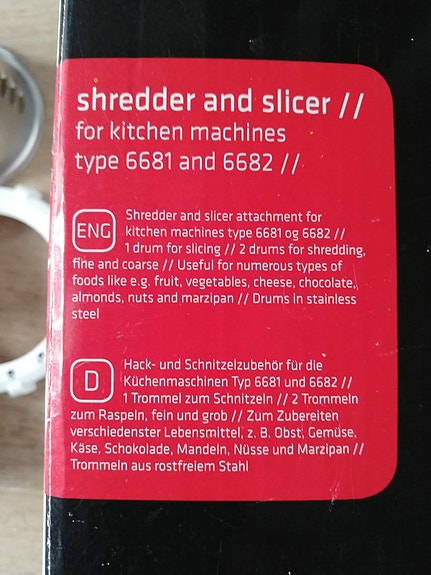 shredder and slicer //
for kitchen machines
type 6681 and 6682 //
ENG
Shredder and slicer attachment for
kitchen machines type 6681 og 6682 //
1 drum for slicing // 2 drums for shredding,
fine and coarse // Useful for numerous types of
foods like e.g. fruit, vegetables, cheese, chocolate,
almonds, nuts and marzipan // Drums in stainless
steel
D
Hack- und Schnitzelzubehör für die
Küchenmaschinen Typ 6681 und 6682 //
1 Trommel zum Schnitzeln // 2 Trommeln
zum Raspeln, fein und grob // Zum Zubereiten
verschiedenster Lebensmittel, z. B. Obst, Gemüse,
Käse, Schokolade, Mandeln, Nüsse und Marzipan //
Trommeln aus rostfreiem Stahl